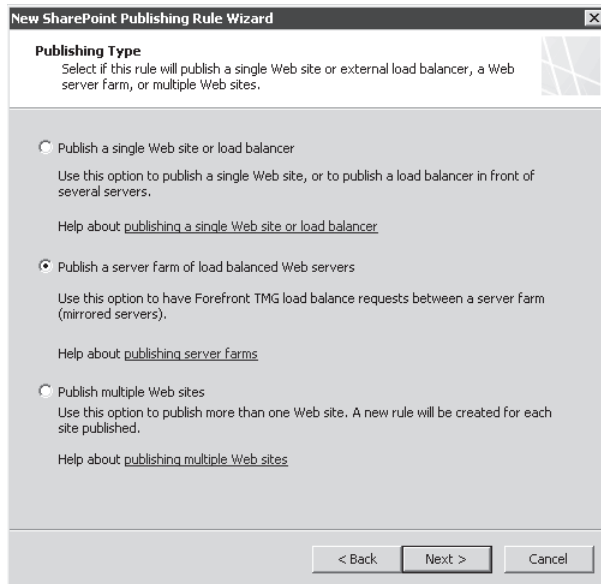 New SharePoint Publishing Rule Wizard
Publishing Type
Select if this rule will publish a single Web site or external load balancer, a Web
server farm, or multiple Web sites.
Publish a single Web site or load balancer
Use this option to publish a single Web site, or to publish a load balancer in front of
several servers.
Help about publishing a single Web site or load balancer
Publish a server farm of load balanced Web servers
Use this option to have Forefront TMG load balance requests between a server farm
(mirrored servers).
Help about publishing server farms
Publish multiple Web sites
Use this option to publish more than one Web site. A new rule will be created for each
site published.
Help about publishing multiple Web sites
< Back Next > Cancel